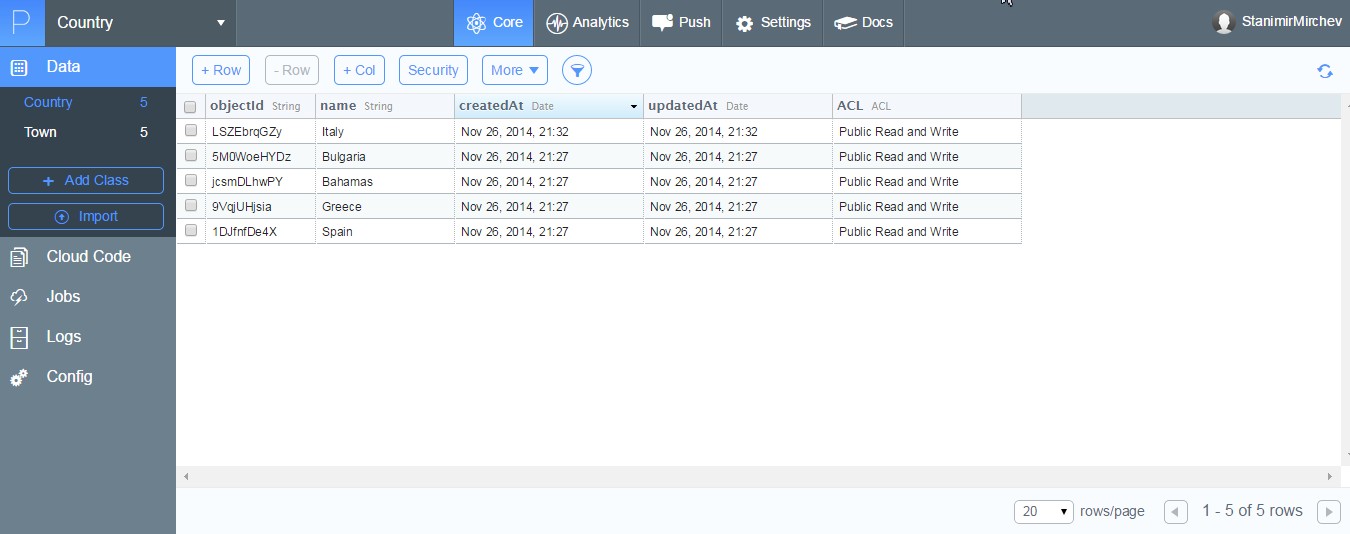 P Country Core Analytics Push Settings Docs StanimirMirchev
Data
Country 5
Town 5
+ Add Class
Import
Cloud Code
Jobs
Logs
Config
+ Row - Row + Col Security More
objectId String name String createdAt Date updatedAt Date ACL ACL
LSZEbrqGZy Italy Nov 26, 2014, 21:32 Nov 26, 2014, 21:32 Public Read and Write
5M0WoeHYDz Bulgaria Nov 26, 2014, 21:27 Nov 26, 2014, 21:27 Public Read and Write
jcsmDLhwPY Bahamas Nov 26, 2014, 21:27 Nov 26, 2014, 21:27 Public Read and Write
9VqjUHjsia Greece Nov 26, 2014, 21:27 Nov 26, 2014, 21:27 Public Read and Write
1DJfnfDe4X Spain Nov 26, 2014, 21:27 Nov 26, 2014, 21:27 Public Read and Write
20 rows/page 1 - 5 of 5 rows